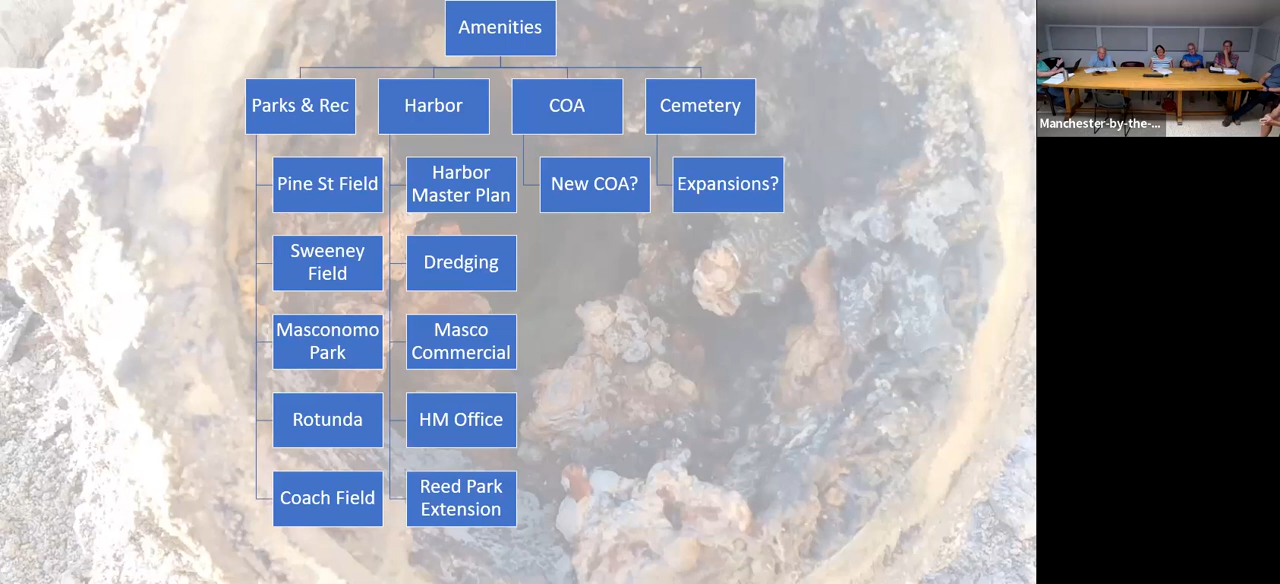 Amenities
Parks & Rec
Harbor
COA
Cemetery
Pine St Field
Harbor
Master Plan
New COA?
Expansions?
Sweeney
Field
Dredging
Masconomo
Park
Masco
Commercial
Rotunda
HM Office
Coach Field
Reed Park
Extension
Manchester-by-the-...